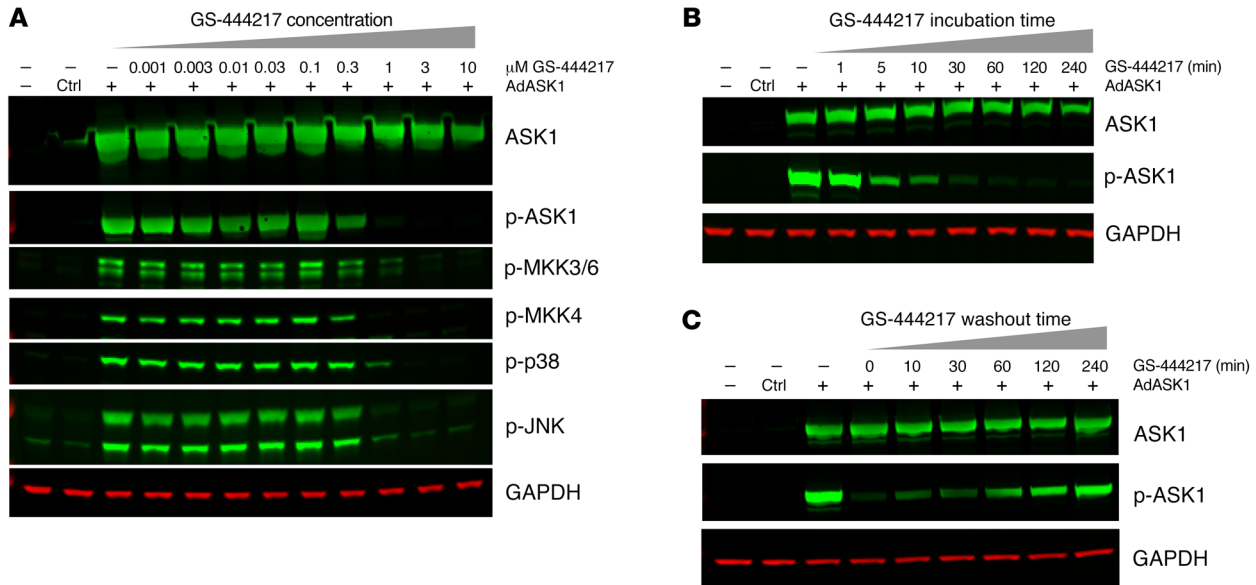 A
GS-444217 concentration
– – – 0.001 0.003 0.01 0.03 0.1 0.3 1 3 10 μM GS-444217
– Ctrl + + + + + + + + + + AdASK1
ASK1
p-ASK1
p-MKK3/6
p-MKK4
p-p38
p-JNK
GAPDH
B
GS-444217 incubation time
– – – 1 5 10 30 60 120 240 GS-444217 (min)
– Ctrl + + + + + + + + AdASK1
ASK1
p-ASK1
GAPDH
C
GS-444217 washout time
– – – 0 10 30 60 120 240 GS-444217 (min)
– Ctrl + + + + + + + AdASK1
ASK1
p-ASK1
GAPDH